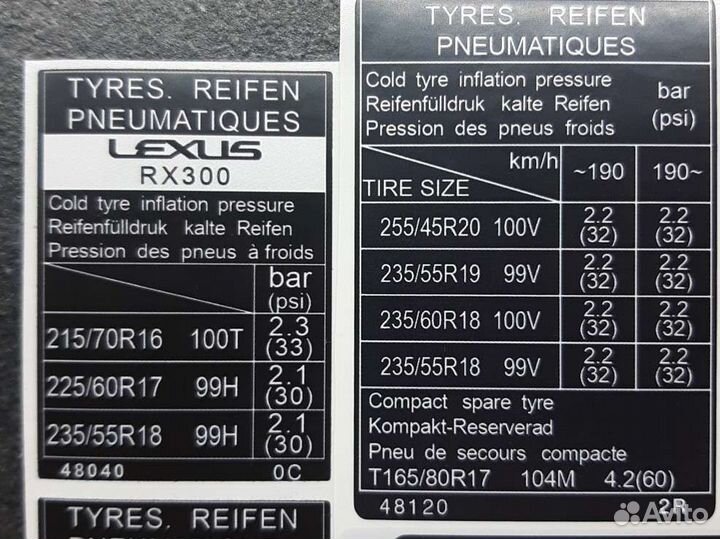 TYRES. REIFEN
PNEUMATIQUES
LEXUS
RX300
Cold tyre inflation pressure
Reifenfülldruk kalte Reifen
Pression des pneus à froids
bar
(psi)
215/70R16 100T 2.3
(33)
225/60R17 99H 2.1
(30)
235/55R18 99H 2.1
(30)
48040 0C
TYRES. REIFEN
TYRES. REIFEN
PNEUMATIQUES
Cold tyre inflation pressure
Reifenfülldruk kalte Reifen
Pression des pneus froids
bar
(psi)
km/h
TIRE SIZE
~190 190~
255/45R20 100V 2.2 2.2
(32) (32)
235/55R19 99V 2.2 2.2
(32) (32)
235/60R18 100V 2.2 2.2
(32) (32)
235/55R18 99V 2.2 2.2
(32) (32)
Compact spare tyre
Kompakt-Reserverad
Pneu de secours compacte
T165/80R17 104M 4.2(60)
48120 2R
Avito